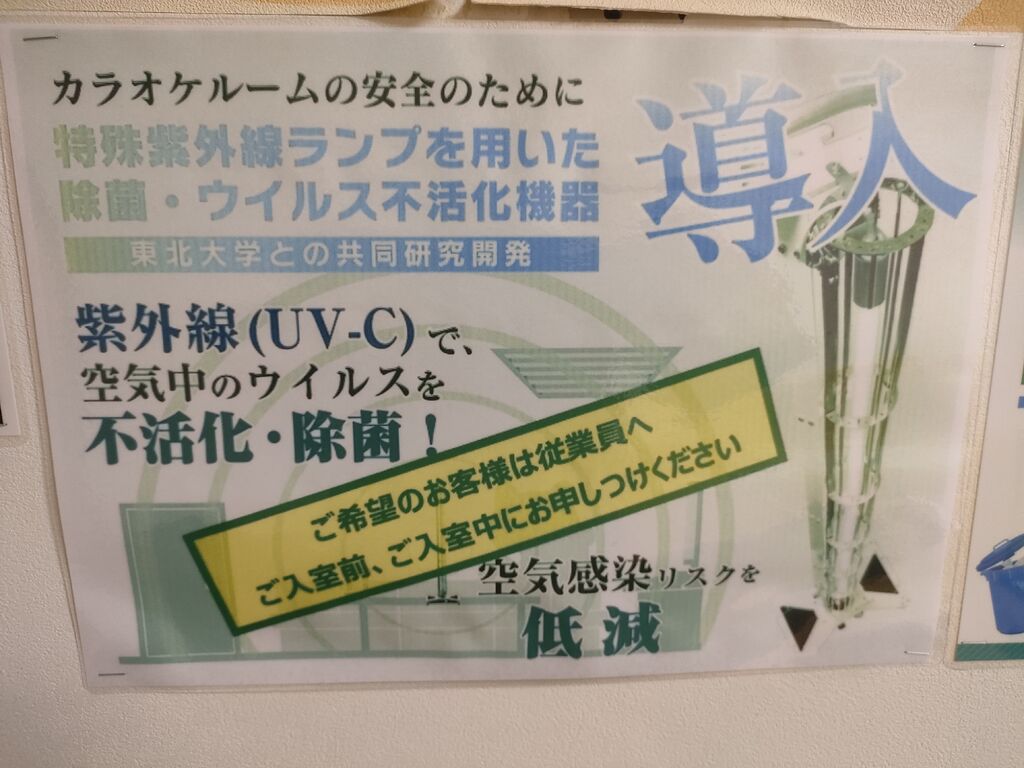 カラオケルームの安全のために
特殊紫外線ランプを用いた
除菌・ウイルス不活化機器
導入
東北大学との共同研究開発
紫外線(UV-C)で、
空気中のウイルスを
不活化・除菌！
ご希望のお客様は従業員へ
ご入室前、ご入室中にお申しつけください
空気感染リスクを
低減